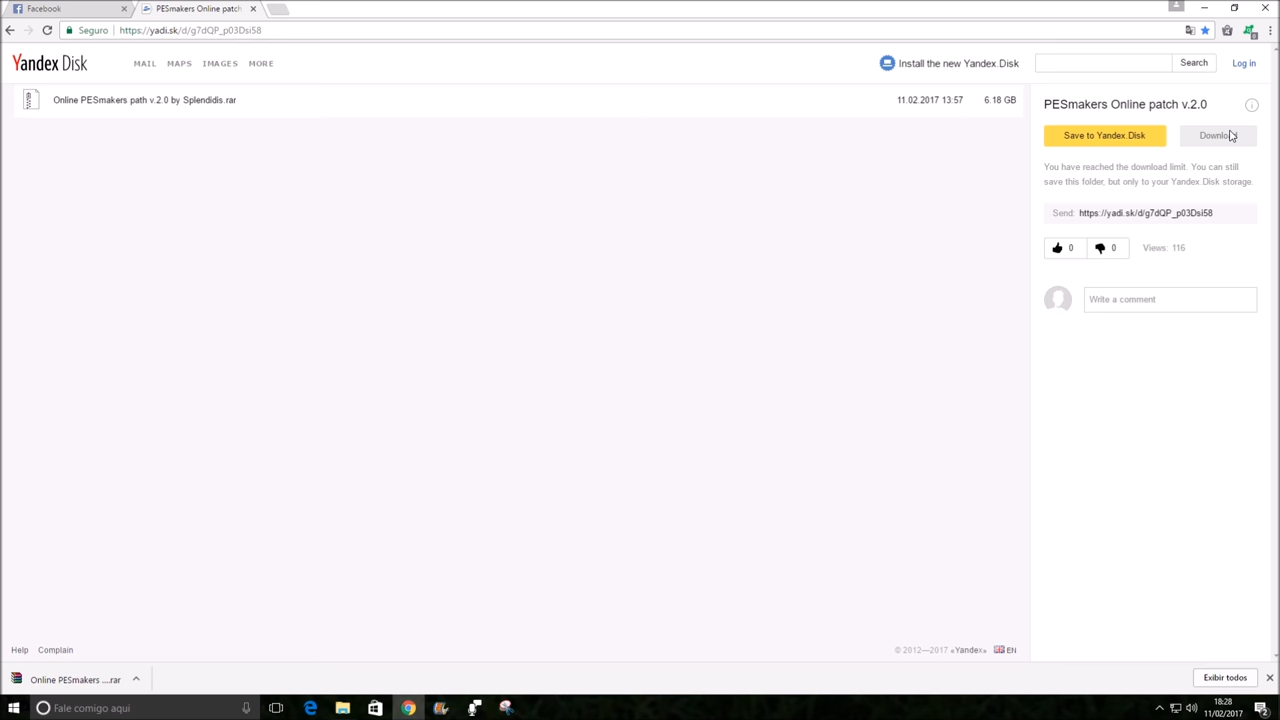 Facebook
PESmakers Online patch
Seguro
https://yadi.sk/d/g7dQP_p03Dsi58
Yandex Disk
MAIL
MAPS
IMAGES
MORE
Install the new Yandex.Disk
Search
Log in
Online PESmakers path v.2.0 by Splendidis.rar
11.02.2017 13:57
6.18 GB
PESmakers Online patch v.2.0
Save to Yandex.Disk
Download
You have reached the download limit. You can still
save this folder, but only to your Yandex.Disk storage.
Send: https://yadi.sk/d/g7dQP_p03Dsi58
0
0
Views: 116
Write a comment
Help
Complain
© 2012—2017 «Yandex»
EN
Online PESmakers ....rar
Exibir todos
Fale comigo aqui
18:28
11/02/2017
2